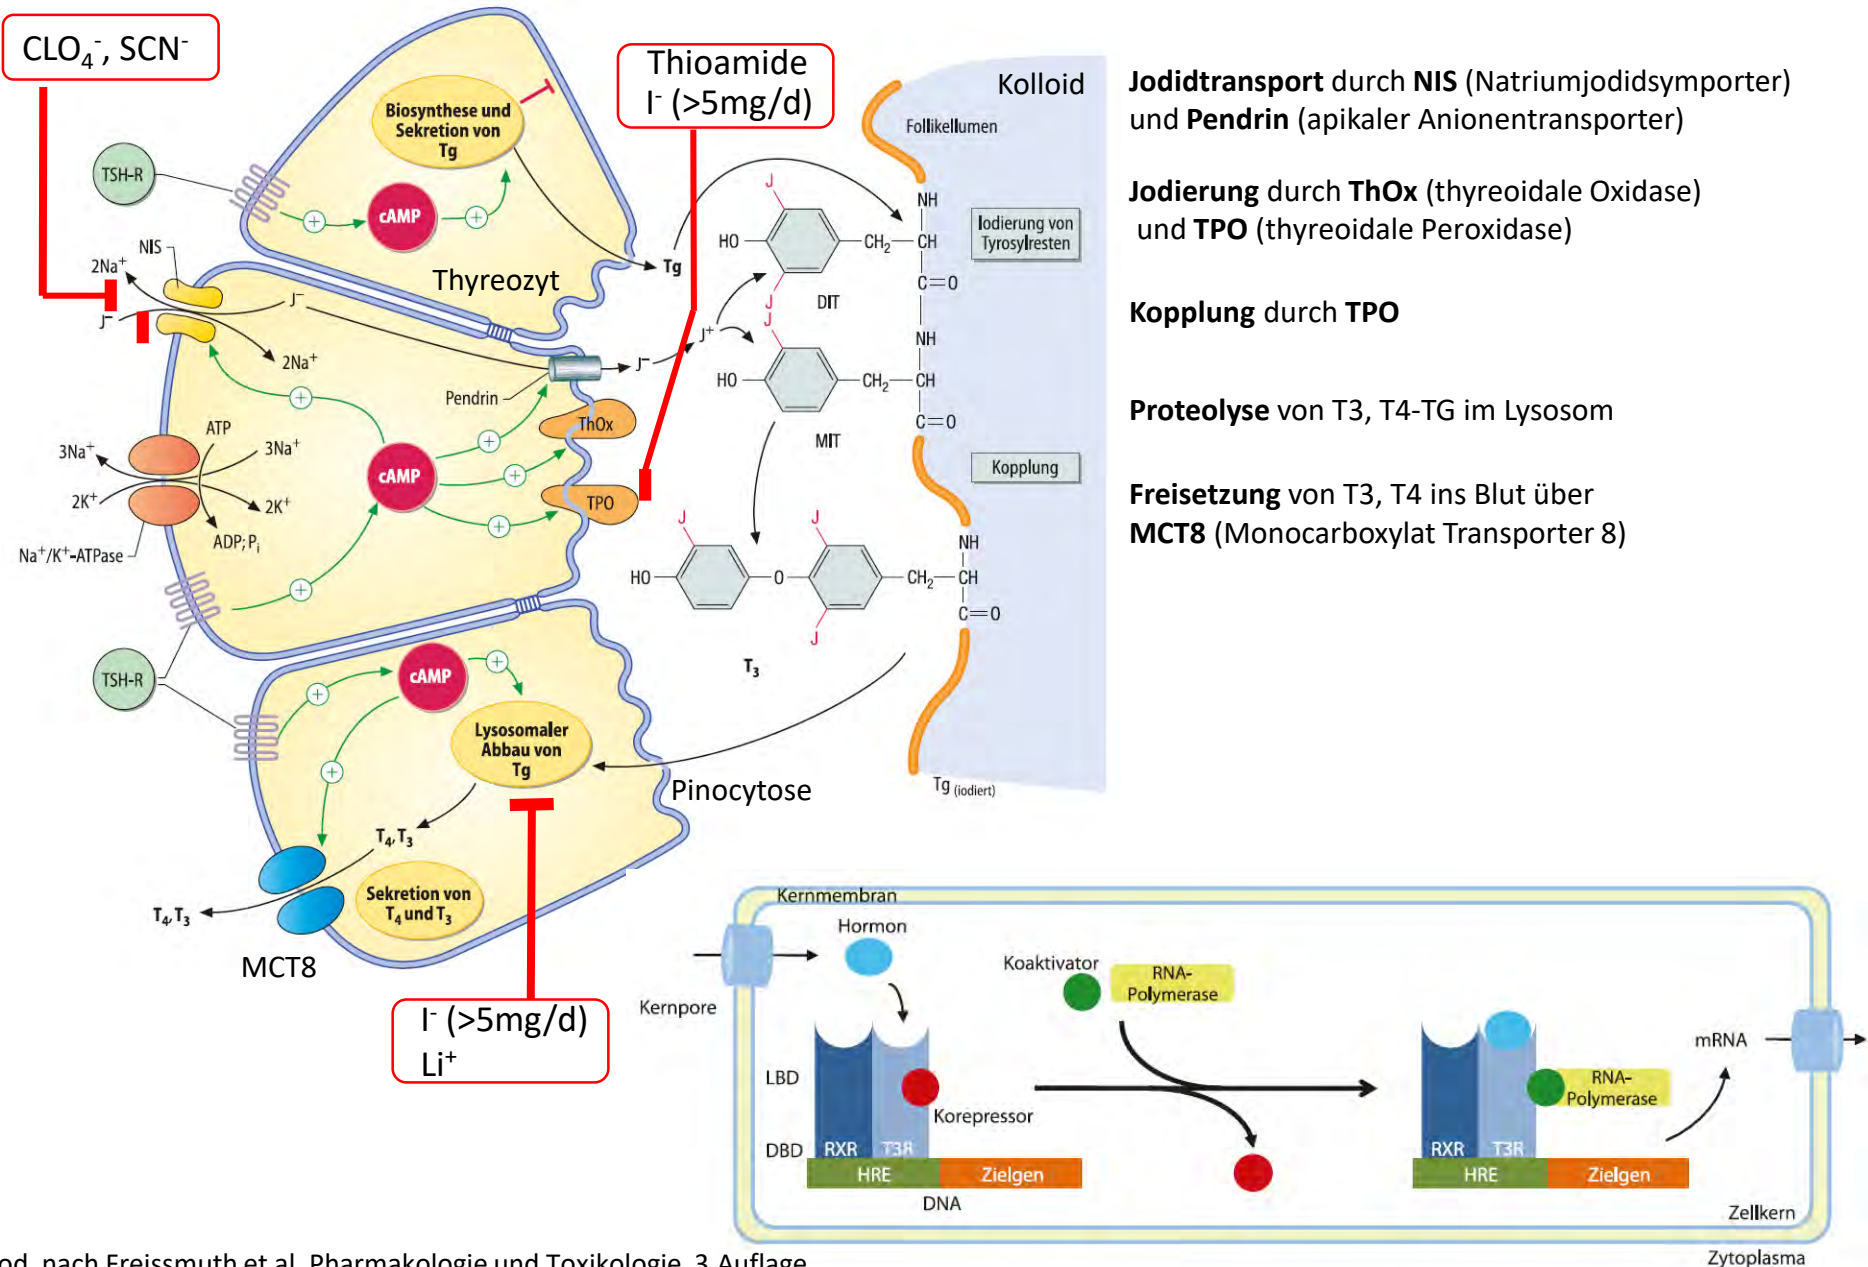 CLO₄⁻, SCN⁻
Thioamide
I⁻ (>5mg/d)
Kolloid
Follikellumen
Biosynthese und
Sekretion von
Tg
TSH-R
cAMP
NIS
2Na⁺
J⁻
J⁻
2Na⁺
Thyreozyt
Tg
J
HO
CH₂
NH
CH
C=O
J
DIT
Iodierung von
Tyrosylresten
J⁻
J⁺
J
HO
CH₂
NH
CH
C=O
MIT
Kopplung
Pendrin
ThOx
TPO
cAMP
ATP
3Na⁺
3Na⁺
2K⁺
2K⁺
ADP; Pᵢ
Na⁺/K⁺-ATPase
J
J
HO
O
CH₂
NH
CH
C=O
J
T₃
TSH-R
cAMP
Lysosomaler
Abbau von
Tg
Pinocytose
Tg (iodiert)
T₄,T₃
Sekretion von
T₄ und T₃
T₄,T₃
MCT8
I⁻ (>5mg/d)
Li⁺
Jodidtransport durch NIS (Natriumjodidsymporter)
und Pendrin (apikaler Anionentransporter)
Jodierung durch ThOx (thyreoidale Oxidase)
und TPO (thyreoidale Peroxidase)
Kopplung durch TPO
Proteolyse von T3, T4-TG im Lysosom
Freisetzung von T3, T4 ins Blut über
MCT8 (Monocarboxylat Transporter 8)
Kernmembran
Hormon
Kernpore
Koaktivator
RNA-
Polymerase
LBD
Korepressor
DBD
RXR
T3R
HRE
Zielgen
DNA
RNA-
Polymerase
mRNA
RXR
T3R
HRE
Zielgen
Zellkern
Zytoplasma
od. nach Freissmuth et al. Pharmakologie und Toxikologie, 3.Auflage